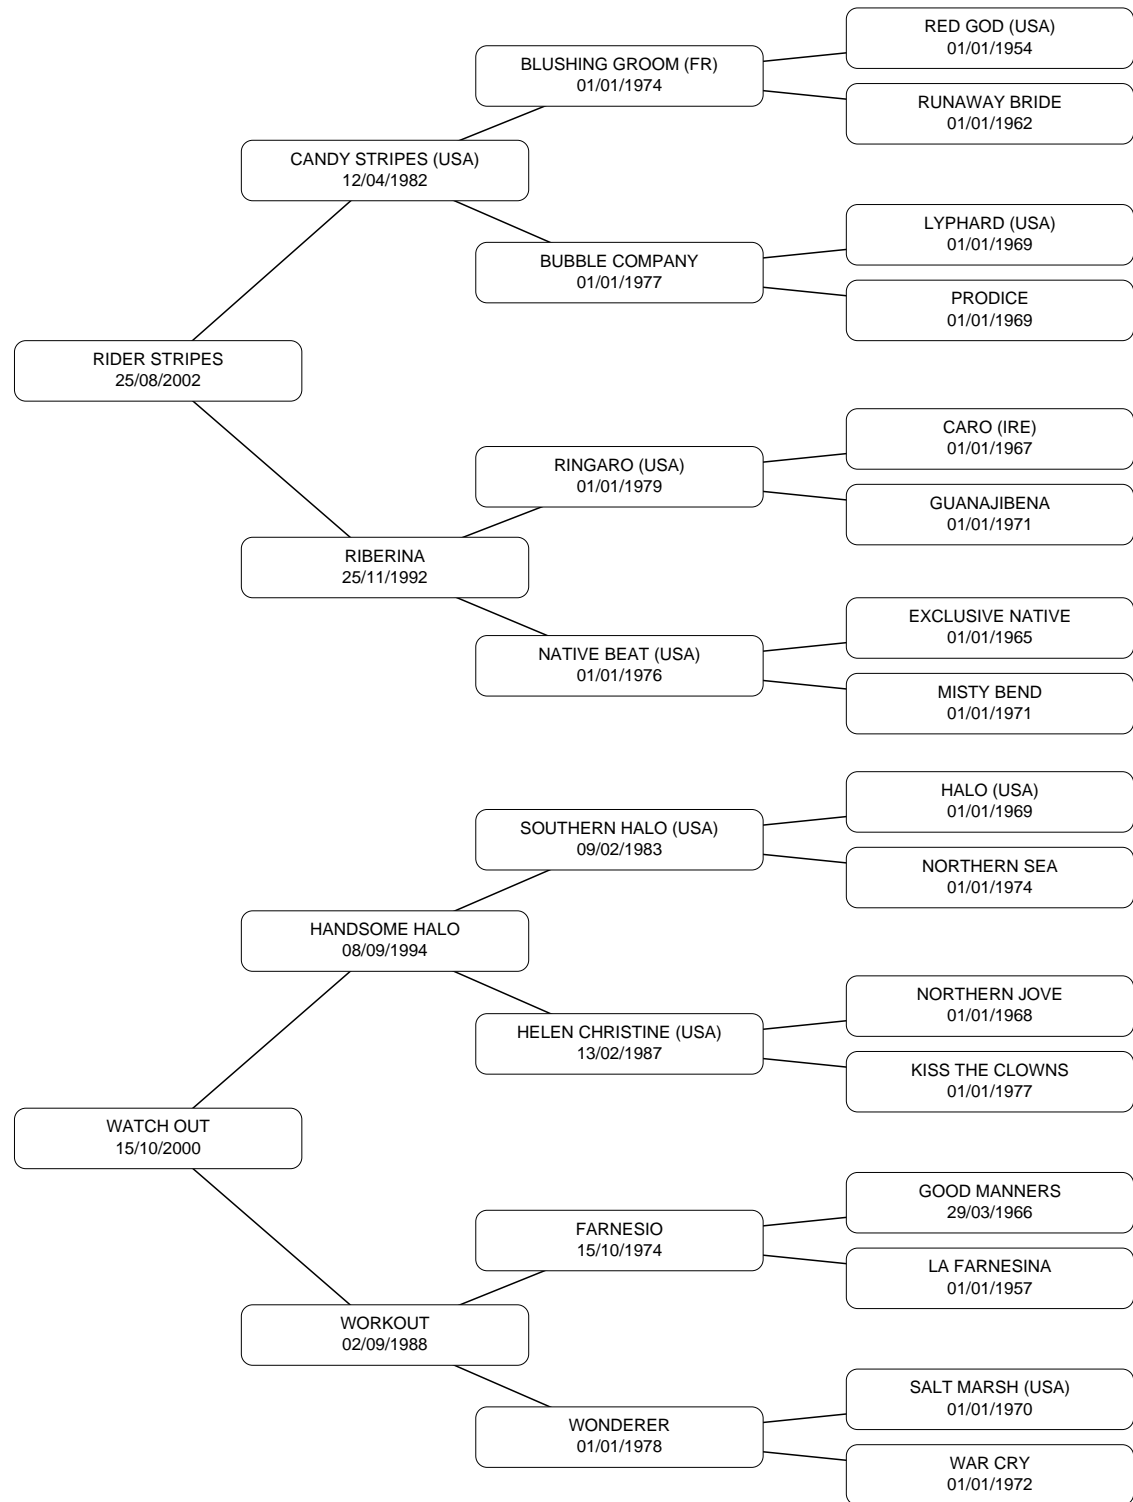 RED GOD (USA)
01/01/1954
BLUSHING GROOM (FR)
01/01/1974
RUNAWAY BRIDE
01/01/1962
CANDY STRIPES (USA)
12/04/1982
LYPHARD (USA)
01/01/1969
BUBBLE COMPANY
01/01/1977
PRODICE
01/01/1969
RIDER STRIPES
25/08/2002
CARO (IRE)
01/01/1967
RINGARO (USA)
01/01/1979
GUANAJIBENA
01/01/1971
RIBERINA
25/11/1992
EXCLUSIVE NATIVE
01/01/1965
NATIVE BEAT (USA)
01/01/1976
MISTY BEND
01/01/1971
HALO (USA)
01/01/1969
SOUTHERN HALO (USA)
09/02/1983
NORTHERN SEA
01/01/1974
HANDSOME HALO
08/09/1994
NORTHERN JOVE
01/01/1968
HELEN CHRISTINE (USA)
13/02/1987
KISS THE CLOWNS
01/01/1977
WATCH OUT
15/10/2000
GOOD MANNERS
29/03/1966
FARNESIO
15/10/1974
LA FARNESINA
01/01/1957
WORKOUT
02/09/1988
SALT MARSH (USA)
01/01/1970
WONDERER
01/01/1978
WAR CRY
01/01/1972